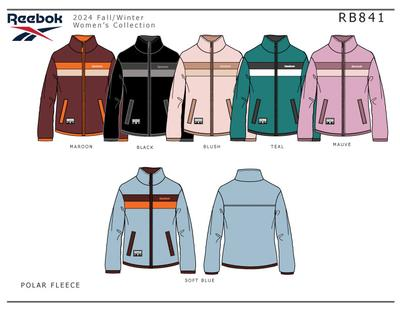 Reebok
2024 Fall/Winter
Women's Collection
RB841
MAROON
BLACK
BLUSH
TEAL
MAUVE
SOFT BLUE
POLAR FLEECE